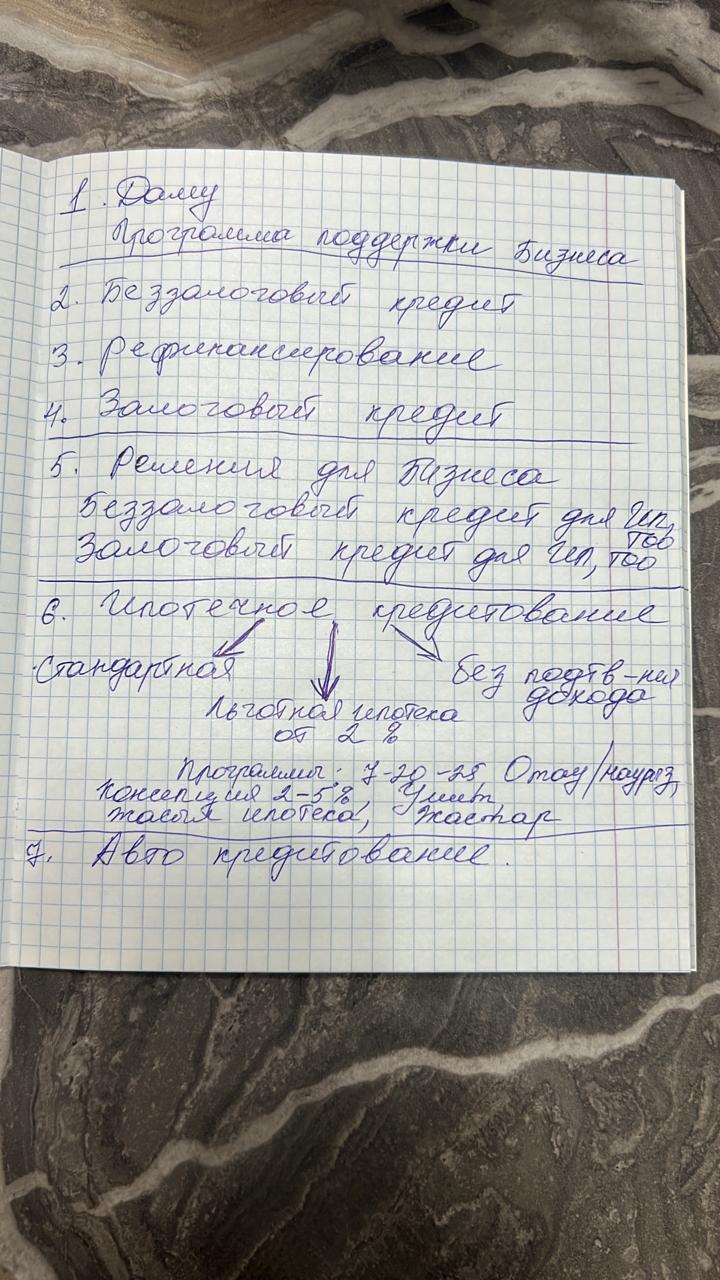 1. Даму
Программа поддержки Бизнеса
2. Беззалоговый кредит
3. Рефинансирование
4. Залоговый кредит
5. Решения для Бизнеса
Беззалоговый кредит для ИП, ТОО
Залоговый кредит для ИП, ТОО
6. Ипотечное кредитование
Стандартная
без подтв-ния
дохода
Льготная ипотека
от 2 %
Программы: 7-20-25, Отау/наурыз,
Концепция 2-5%, Умит,
жасыл ипотека, Жастар
7. Авто кредитование.